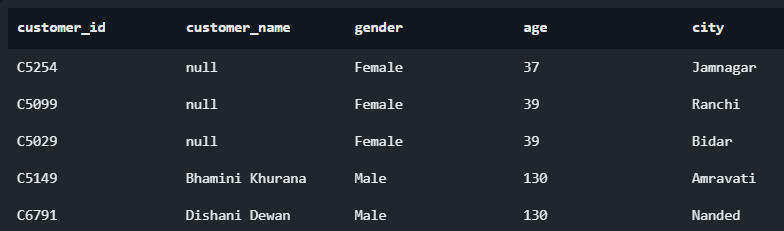 customer_id customer_name gender age city
C5254 null Female 37 Jamnagar
C5099 null Female 39 Ranchi
C5029 null Female 39 Bidar
C5149 Bhamini Khurana Male 130 Amravati
C6791 Dishani Dewan Male 130 Nanded